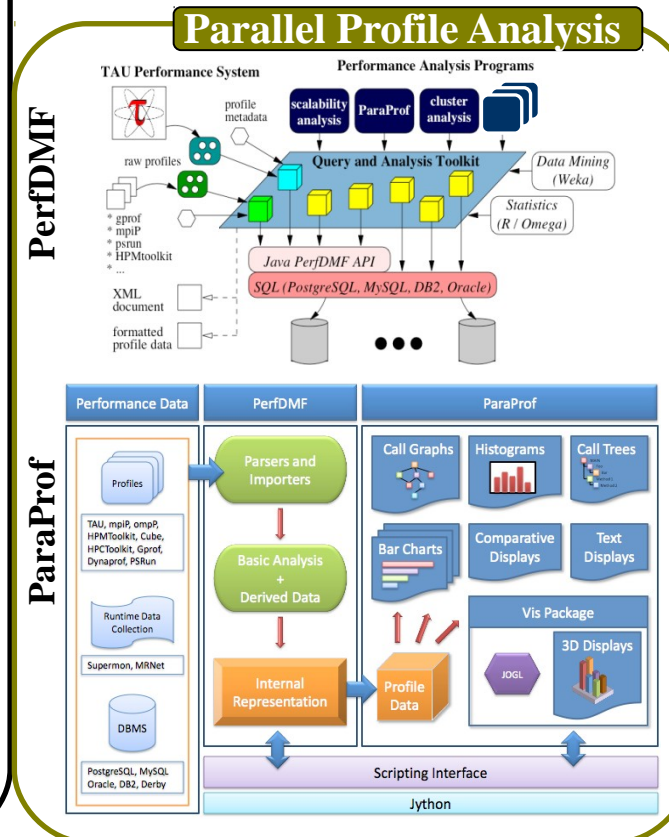 Parallel Profile Analysis
PerfDMF
TAU Performance System
Performance Analysis Programs
τ
profile
metadata
scalability
analysis
ParaProf
cluster
analysis
raw profiles
Query and Analysis Toolkit
Data Mining
(Weka)
Statistics
(R / Omega)
* gprof
* mpiP
* psrun
* HPMtoolkit
* ...
Java PerfDMF API
SQL (PostgreSQL, MySQL, DB2, Oracle)
XML
document
formatted
profile data
ParaProf
Performance Data
PerfDMF
ParaProf
Profiles
TAU, mpiP, ompP,
HPMToolkit, Cube,
HPCToolkit, Gprof,
Dynaprof, PSRun
Runtime Data
Collection
Supermon, MRNet
DBMS
PostgreSQL, MySQL
Oracle, DB2, Derby
Parsers and
Importers
Basic Analysis
+
Derived Data
Internal
Representation
Call Graphs
Histograms
Call Trees
Bar Charts
Comparative
Displays
Text
Displays
Profile
Data
Vis Package
JOGL
3D Displays
Scripting Interface
Jython